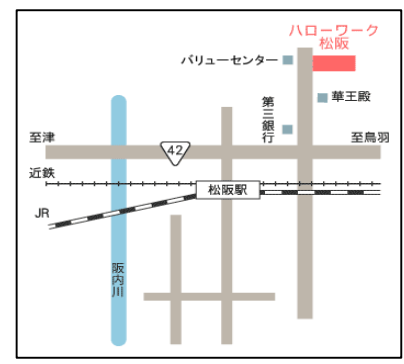 ハローワーク
松阪
バリューセンター
華王殿
第三銀行
至津
42
至鳥羽
近鉄
松阪駅
JR
阪内川